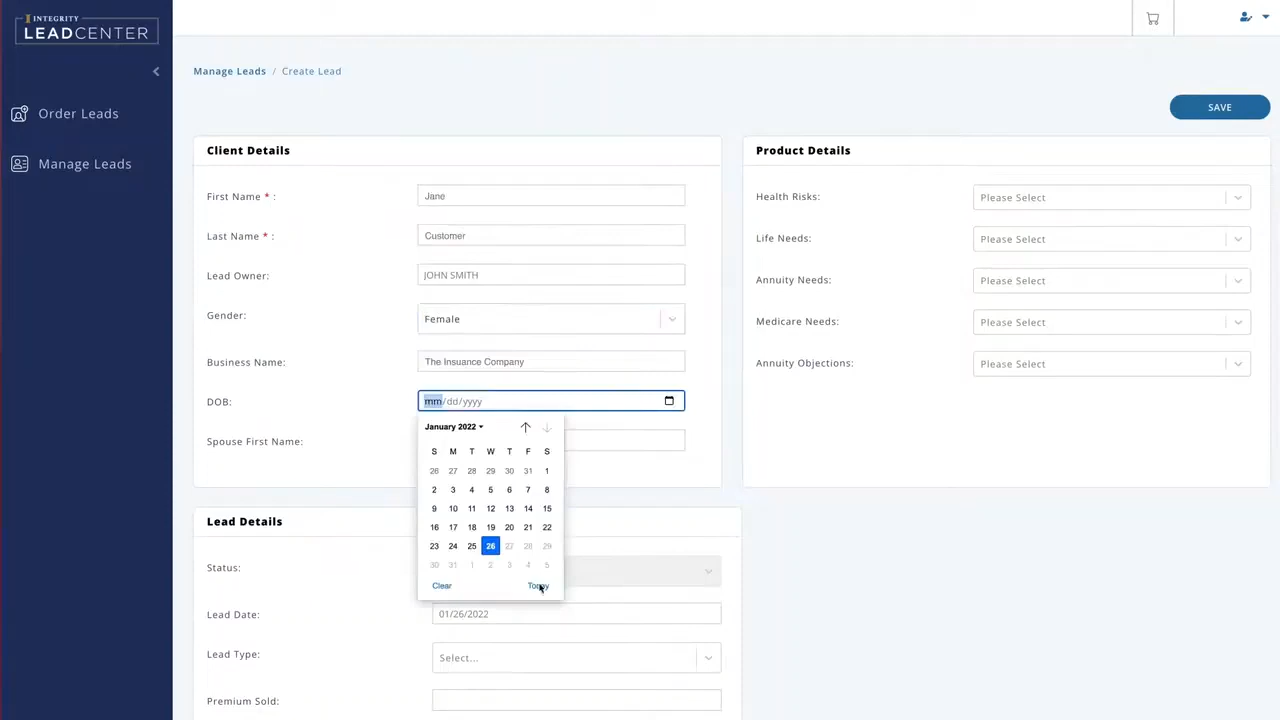 INTEGRITY
LEADCENTER
Order Leads
Manage Leads
Manage Leads / Create Lead
SAVE
Client Details
First Name * :
Jane
Last Name * :
Customer
Lead Owner:
JOHN SMITH
Gender:
Female
Business Name:
The Insuance Company
DOB:
mm/dd/yyyy
January 2022
S M T W T F S
26 27 28 29 30 31 1
2 3 4 5 6 7 8
9 10 11 12 13 14 15
16 17 18 19 20 21 22
23 24 25 26 27 28 29
30 31 1 2 3 4 5
Clear Today
Spouse First Name:
Product Details
Health Risks:
Please Select
Life Needs:
Please Select
Annuity Needs:
Please Select
Medicare Needs:
Please Select
Annuity Objections:
Please Select
Lead Details
Status:
Lead Date:
01/26/2022
Lead Type:
Select...
Premium Sold: